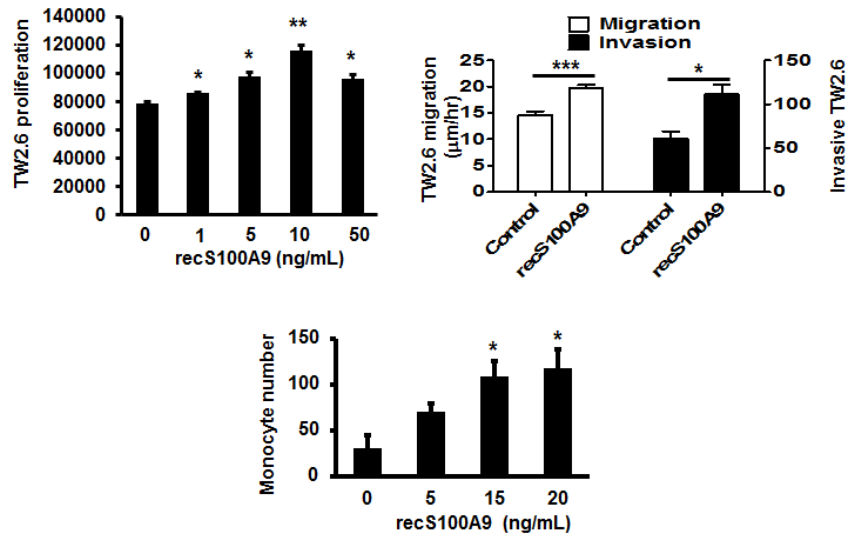 140000
120000
100000
80000
60000
40000
20000
0
TW2.6 proliferation
*
*
**
*
0 1 5 10 50
recS100A9 (ng/mL)
Migration
Invasion
25
20
15
10
5
0
TW2.6 migration
(μm/hr)
***
*
150
100
50
0
Invasive TW2.6
Control
recS100A9
Control
recS100A9
150
100
50
0
Monocyte number
*
*
0 5 15 20
recS100A9 (ng/mL)